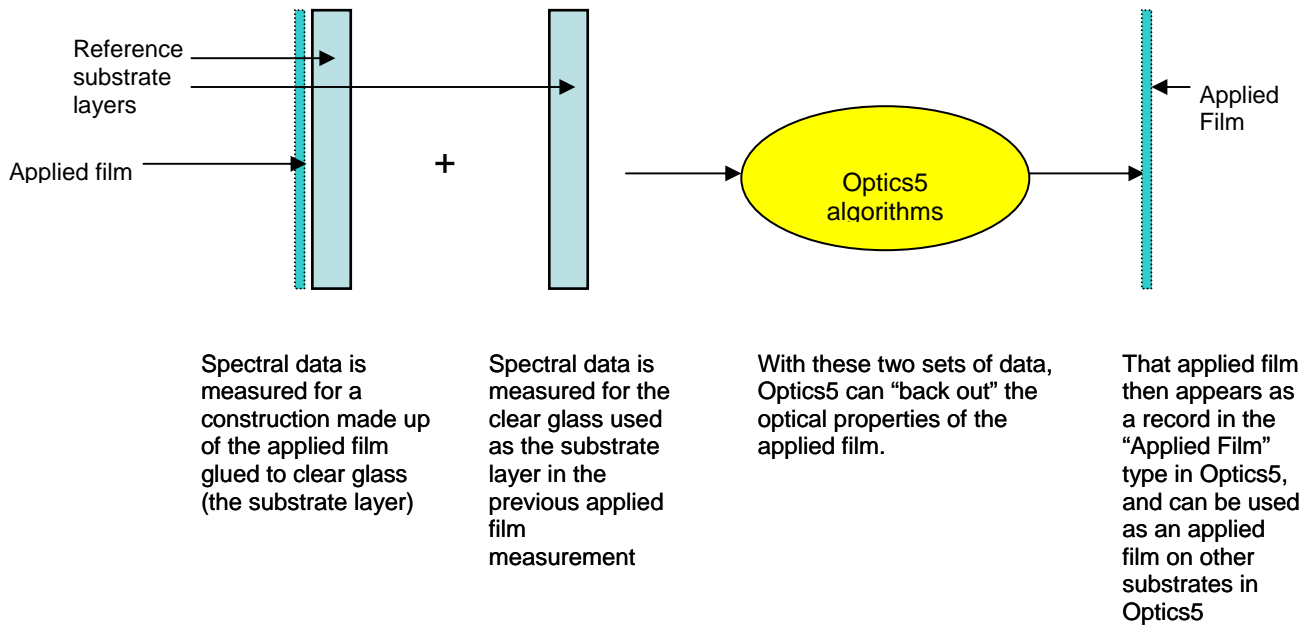 Reference
substrate
layers
Applied film
+
Optics5
algorithms
Applied
Film
Spectral data is
measured for a
construction made up
of the applied film
glued to clear glass
(the substrate layer)
Spectral data is
measured for the
clear glass used
as the substrate
layer in the
previous applied
film
measurement
With these two sets of data,
Optics5 can “back out” the
optical properties of the
applied film.
That applied film
then appears as
a record in the
“Applied Film”
type in Optics5,
and can be used
as an applied
film on other
substrates in
Optics5